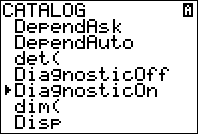 CATALOG A
DependAsk
DependAuto
det(
DiagnosticOff
DiagnosticOn
dim(
Disp